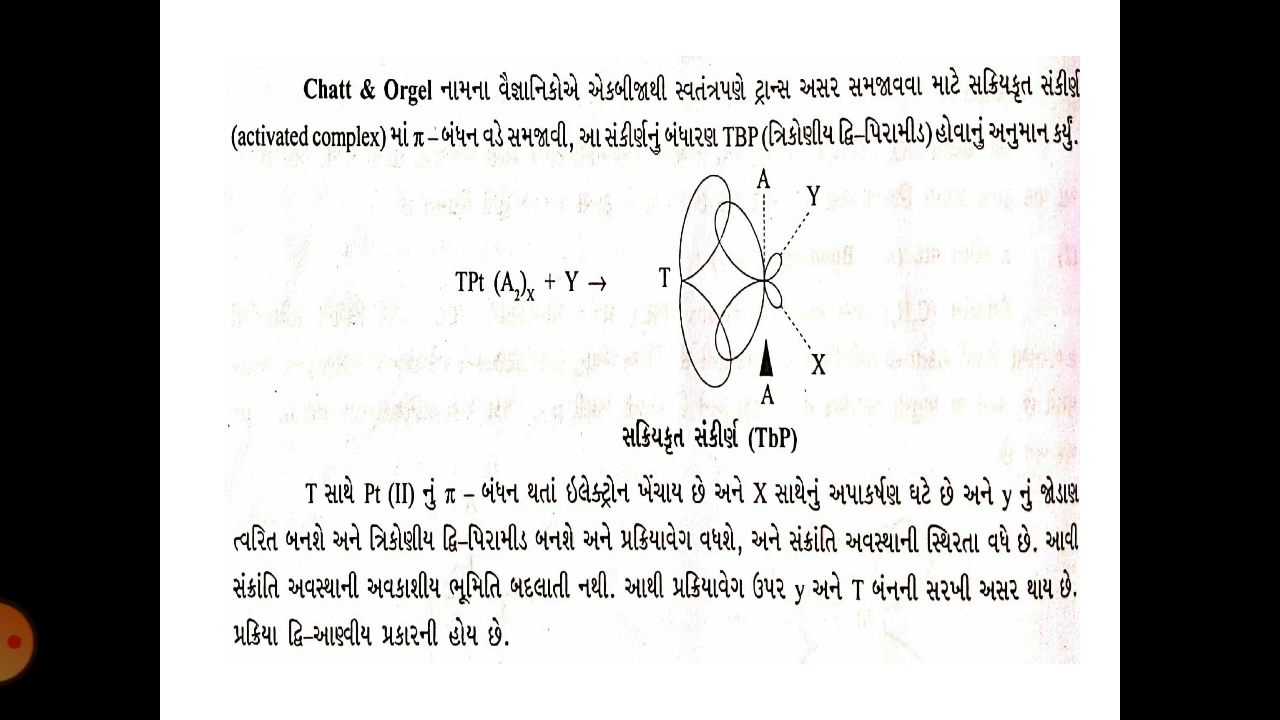 Chatt & Orgel નામના વૈજ્ઞાનિકોએ એકબીજાથી સ્વતંત્રપણે ટ્રાન્સ અસર સમજાવવા માટે સક્રિયકૃત સંકીર્ણ
(activated complex) માં π – બંધન વડે સમજાવી, આ સંકીર્ણનું બંધારણ TBP (ત્રિકોણીય દ્વિ–પિરામીડ) હોવાનું અનુમાન કર્યું.
A
Y
TPt (A₂)ₓ + Y → T
X
A
સક્રિયકૃત સંકીર્ણ (TbP)
T સાથે Pt (II) નું π – બંધન થતાં ઇલેક્ટ્રોન ખેંચાય છે અને X સાથેનું અપાકર્ષણ ઘટે છે અને y નું જોડાણ
ત્વરિત બનશે અને ત્રિકોણીય દ્વિ–પિરામીડ બનશે અને પ્રક્રિયાવેગ વધશે, અને સંક્રાંતિ અવસ્થાની સ્થિરતા વધે છે. આવી
સંક્રાંતિ અવસ્થાની અવકાશીય ભૂમિતિ બદલાતી નથી. આથી પ્રક્રિયાવેગ ઉપર y અને T બંનની સરખી અસર થાય છે.
પ્રક્રિયા દ્વિ–આણ્વીય પ્રકારની હોય છે.